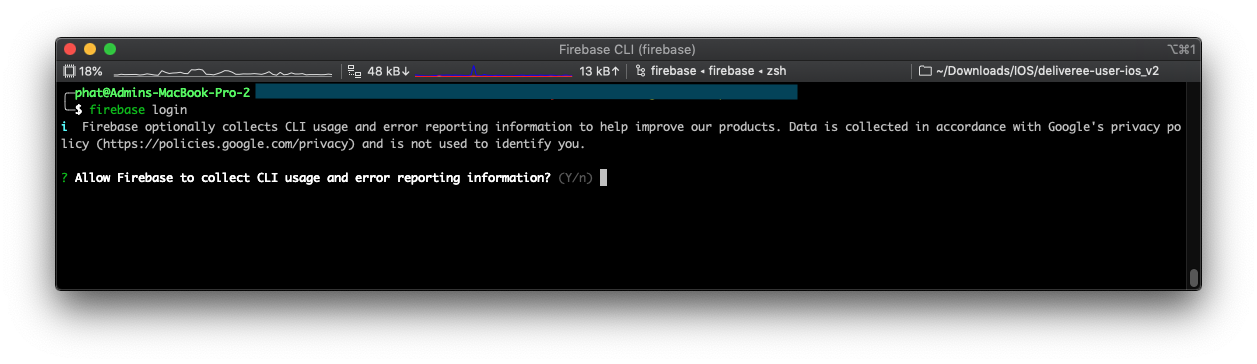 Firebase CLI (firebase)
⌥⌘1
18%
48 kB↓
13 kB↑
firebase ◂ firebase ◂ zsh
~/Downloads/IOS/deliveree-user-ios_v2
phat@Admins-MacBook-Pro-2
$ firebase login
i  Firebase optionally collects CLI usage and error reporting information to help improve our products. Data is collected in accordance with Google's privacy po
licy (https://policies.google.com/privacy) and is not used to identify you.
? Allow Firebase to collect CLI usage and error reporting information? (Y/n)